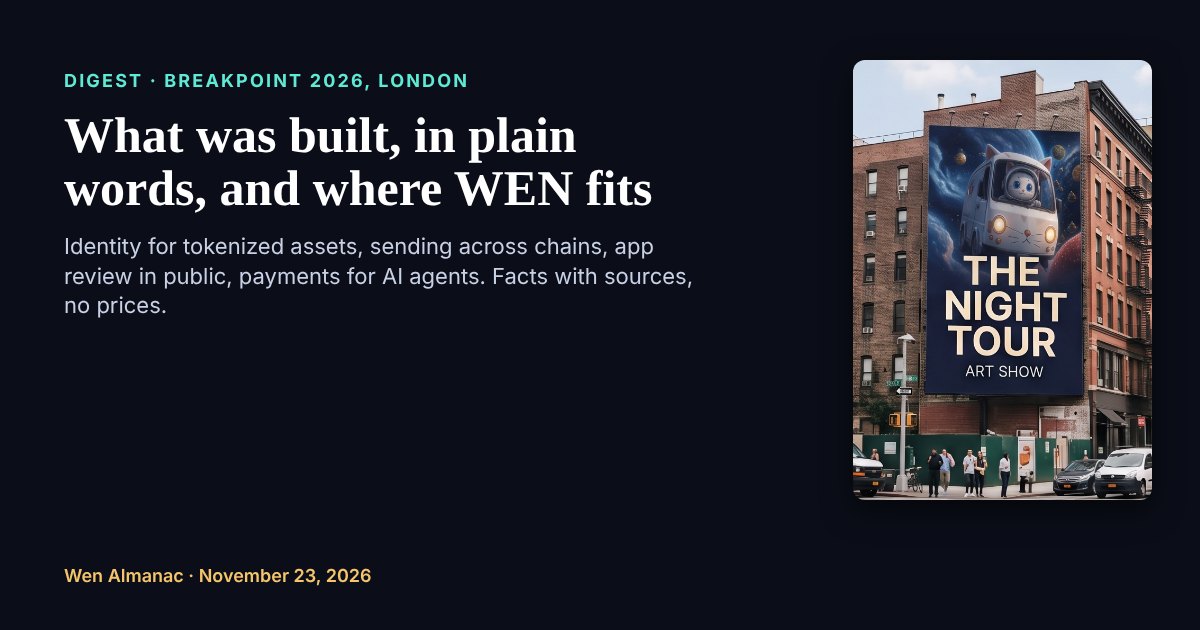 DIGEST · BREAKPOINT 2026, LONDON
What was built, in plain
words, and where WEN fits
Identity for tokenized assets, sending across chains, app
review in public, payments for AI agents. Facts with sources,
no prices.
Wen Almanac · November 23, 2026
THE
NIGHT
TOUR
ART SHOW